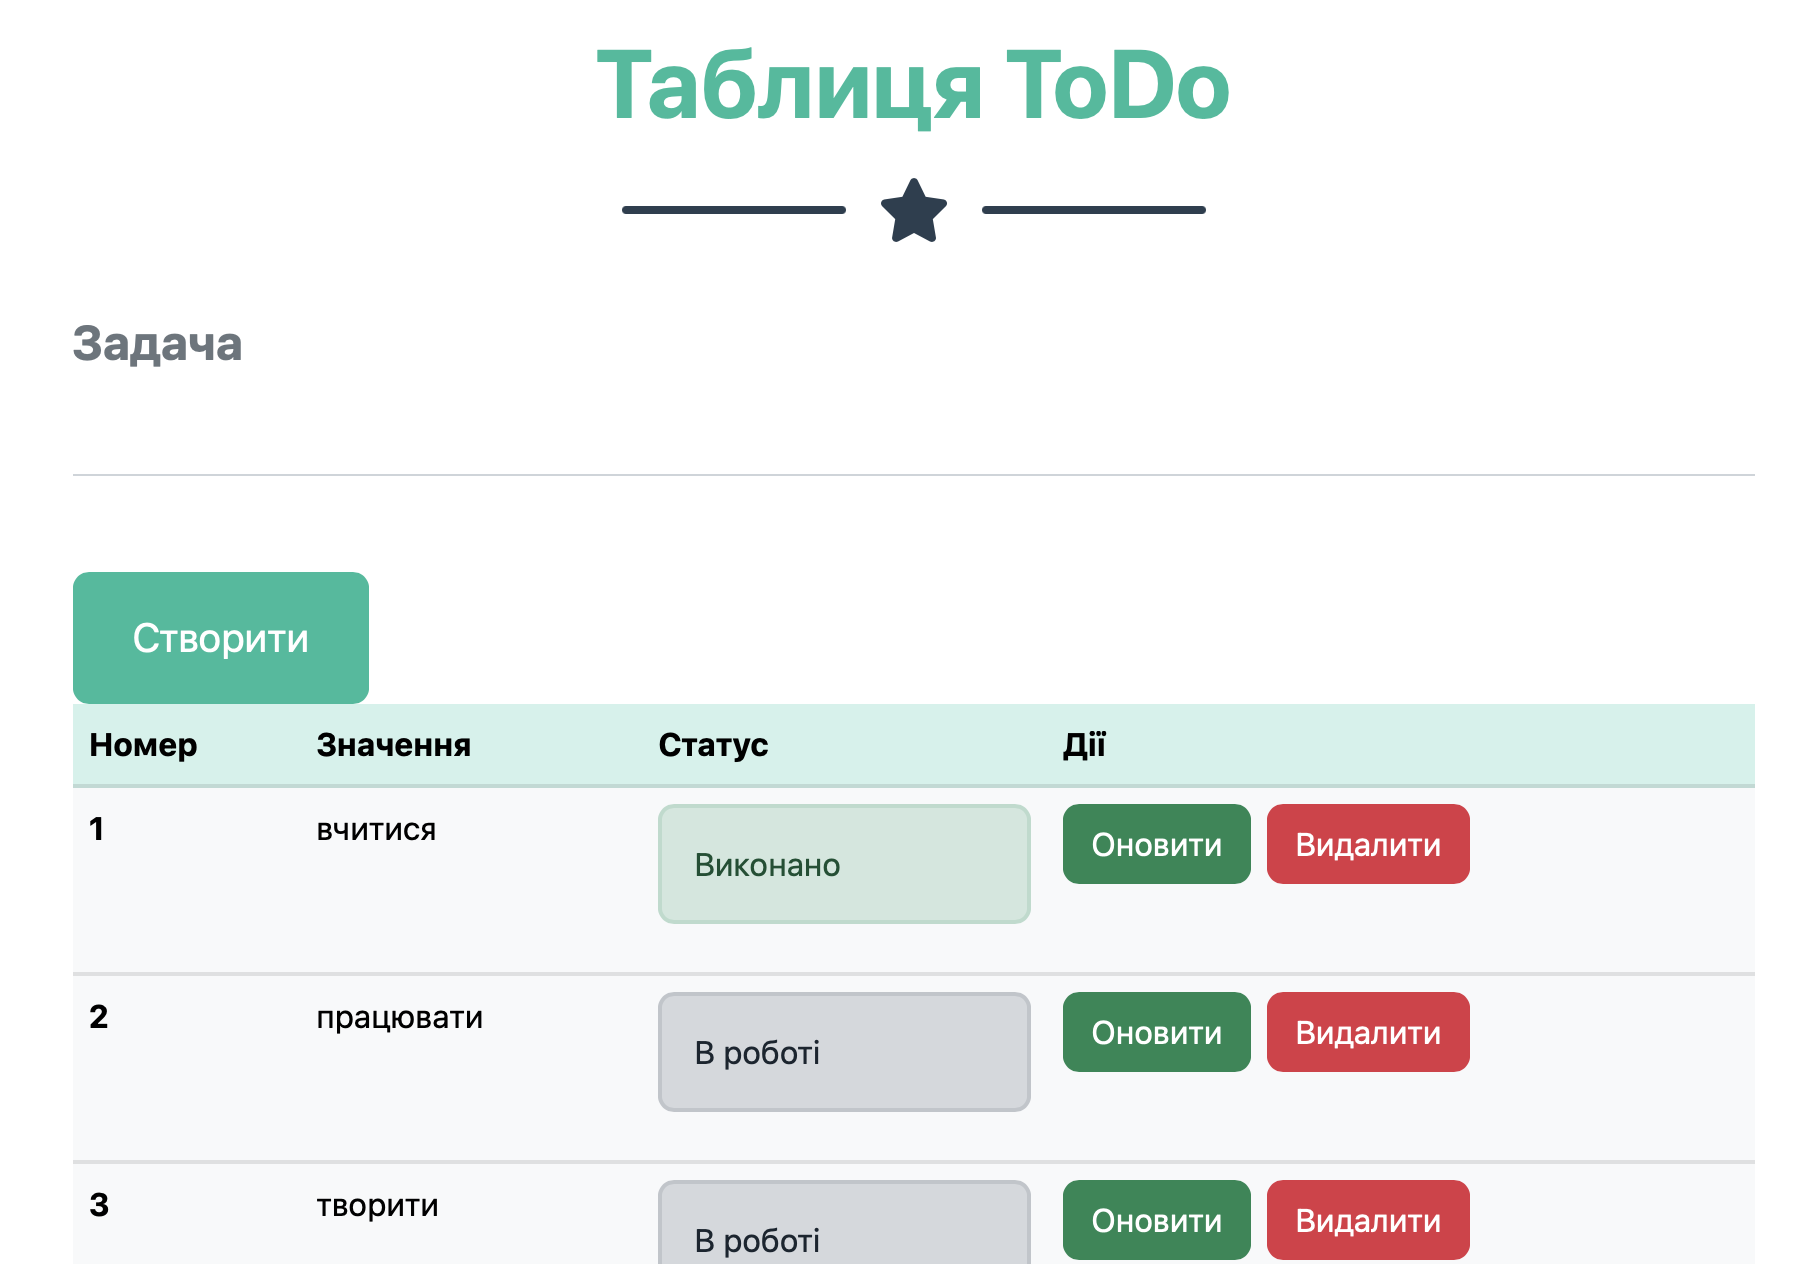 Таблиця ToDo
Задача
Створити
Номер Значення Статус Дії
1 вчитися Виконано Оновити Видалити
2 працювати В роботі Оновити Видалити
3 творити В роботі Оновити Видалити